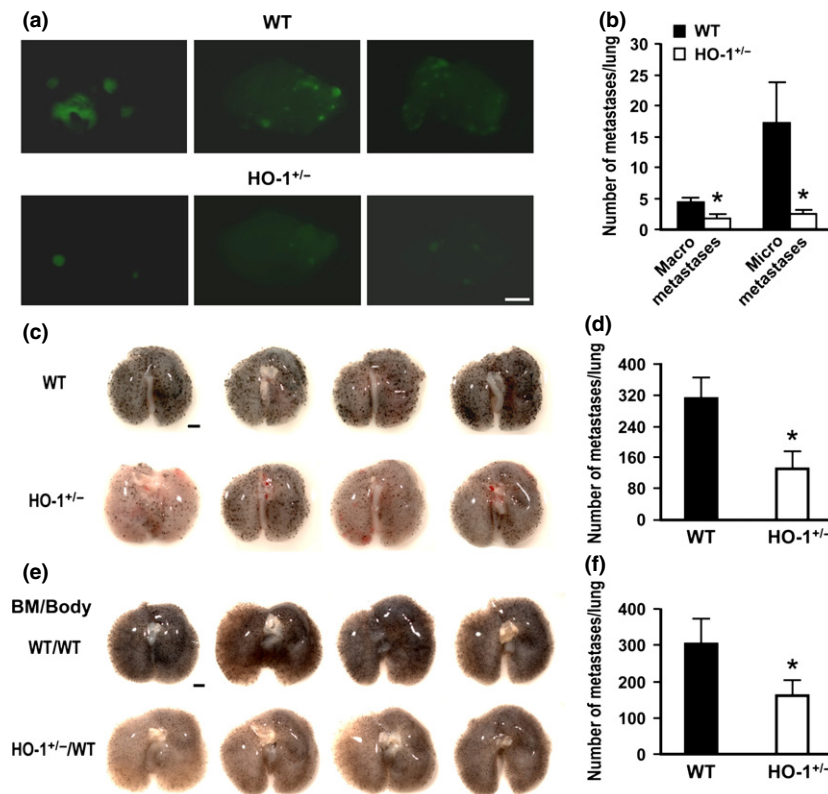 (a)
WT
HO-1+/–
(b)
WT
HO-1+/–
Number of metastases/lung
30
25
20
15
10
5
0
*
*
Macro
metastases
Micro
metastases
(c)
WT
HO-1+/–
(d)
Number of metastases/lung
400
320
240
160
80
0
*
WT
HO-1+/–
(e)
BM/Body
WT/WT
HO-1+/–/WT
(f)
Number of metastases/lung
400
300
200
100
0
*
WT
HO-1+/–